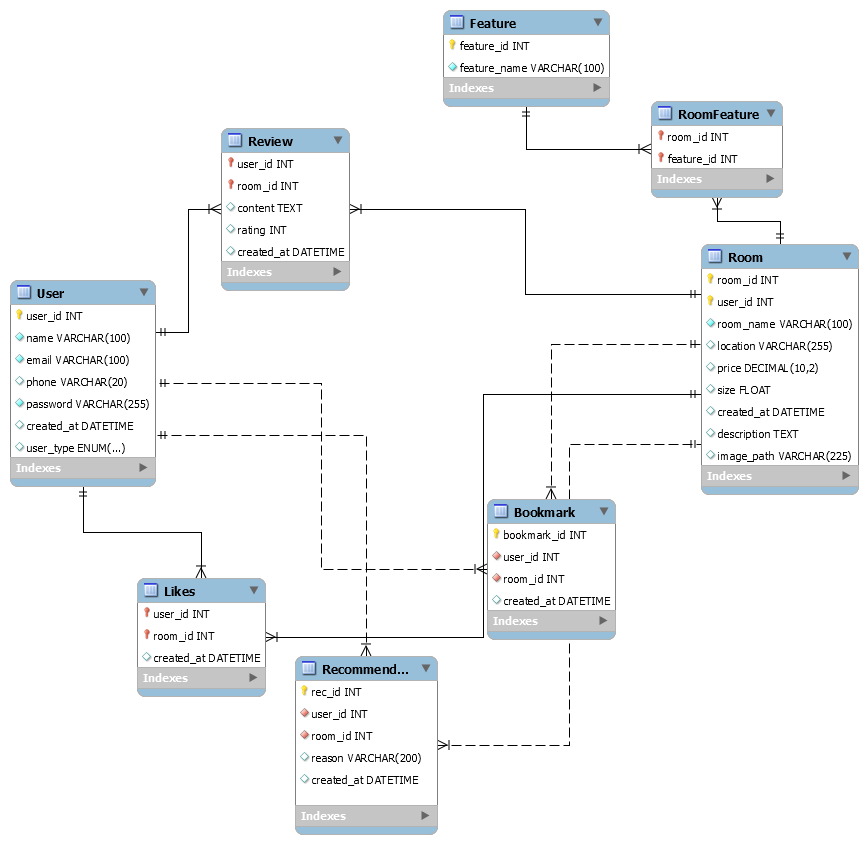 Feature
feature_id INT
feature_name VARCHAR(100)
Indexes
RoomFeature
room_id INT
feature_id INT
Indexes
Review
user_id INT
room_id INT
content TEXT
rating INT
created_at DATETIME
Indexes
Room
room_id INT
user_id INT
room_name VARCHAR(100)
location VARCHAR(255)
price DECIMAL(10,2)
size FLOAT
created_at DATETIME
description TEXT
image_path VARCHAR(225)
Indexes
User
user_id INT
name VARCHAR(100)
email VARCHAR(100)
phone VARCHAR(20)
password VARCHAR(255)
created_at DATETIME
user_type ENUM(...)
Indexes
Bookmark
bookmark_id INT
user_id INT
room_id INT
created_at DATETIME
Indexes
Likes
user_id INT
room_id INT
created_at DATETIME
Indexes
Recommend...
rec_id INT
user_id INT
room_id INT
reason VARCHAR(200)
created_at DATETIME
Indexes